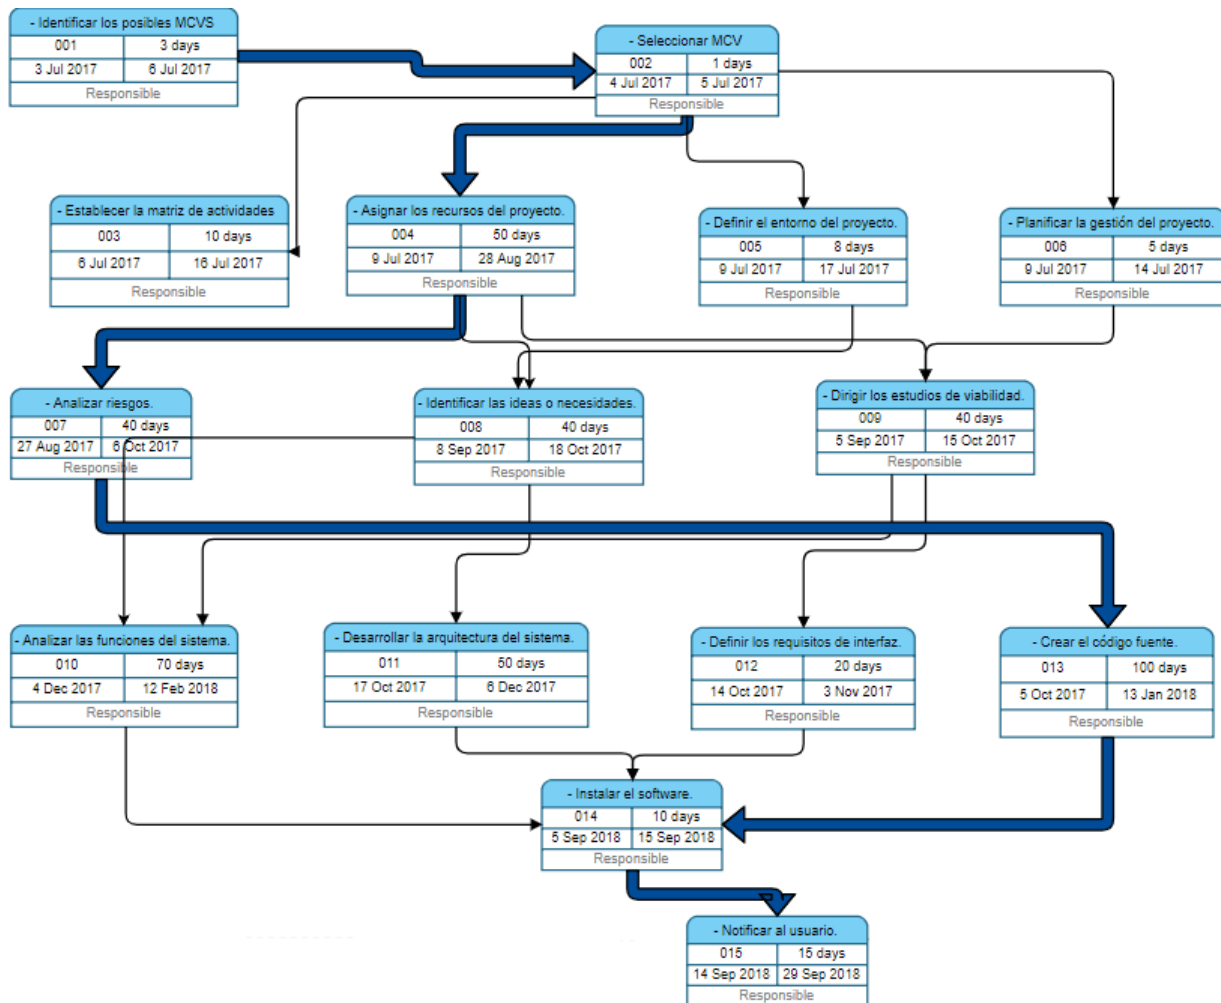 - Identificar los posibles MCVS
001 3 days
3 Jul 2017 6 Jul 2017
Responsible
- Seleccionar MCV
002 1 days
4 Jul 2017 5 Jul 2017
Responsible
- Establecer la matriz de actividades
003 10 days
6 Jul 2017 16 Jul 2017
Responsible
- Asignar los recursos del proyecto.
004 50 days
9 Jul 2017 28 Aug 2017
Responsible
- Definir el entorno del proyecto.
005 8 days
9 Jul 2017 17 Jul 2017
Responsible
- Planificar la gestión del proyecto.
006 5 days
9 Jul 2017 14 Jul 2017
Responsible
- Analizar riesgos.
007 40 days
27 Aug 2017 6 Oct 2017
Responsible
- Identificar las ideas o necesidades.
008 40 days
8 Sep 2017 18 Oct 2017
Responsible
- Dirigir los estudios de viabilidad.
009 40 days
5 Sep 2017 15 Oct 2017
Responsible
- Analizar las funciones del sistema.
010 70 days
4 Dec 2017 12 Feb 2018
Responsible
- Desarrollar la arquitectura del sistema.
011 50 days
17 Oct 2017 6 Dec 2017
Responsible
- Definir los requisitos de interfaz.
012 20 days
14 Oct 2017 3 Nov 2017
Responsible
- Crear el código fuente.
013 100 days
5 Oct 2017 13 Jan 2018
Responsible
- Instalar el software.
014 10 days
5 Sep 2018 15 Sep 2018
Responsible
- Notificar al usuario.
015 15 days
14 Sep 2018 29 Sep 2018
Responsible